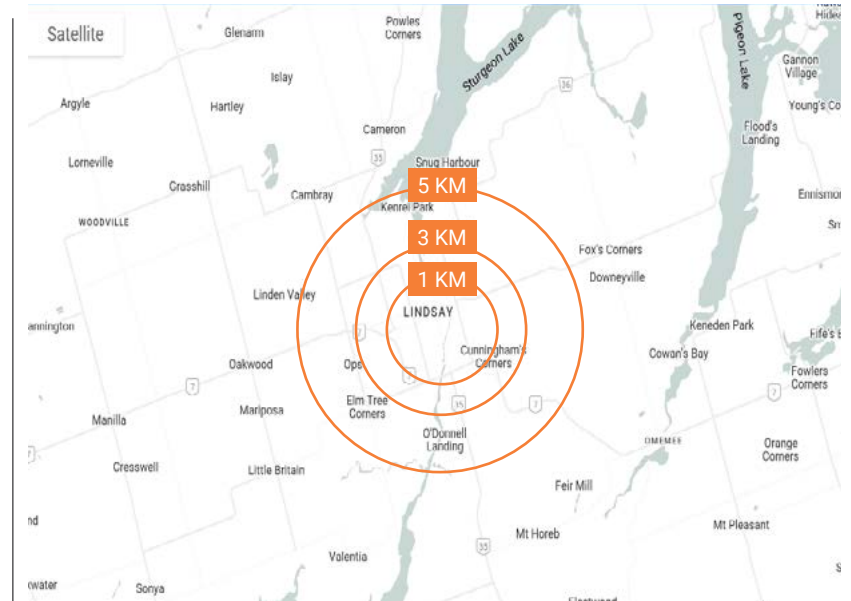 Satellite
Glenarm
Powles
Corners
Sturgeon Lake
Pigeon Lake
Gannon
Village
Islay
36
Argyle
Hartley
Young's Co
Cameron
Flood's
Landing
35
Lorneville
Snug Harbour
Grasshill
Cambray
5 KM
Ennismor
Kenrei Park
WOODVILLE
3 KM
Fox's Corners
1 KM
Downeyville
Linden Valley
LINDSAY
annington
7
Keneden Park
Fife's B
Cunningham's
Corners
Cowan's Bay
Oakwood
Ops
Fowlers
Corners
7
7
Elm Tree
Corners
35
7
Mariposa
Manilla
O'Donnell
Landing
OMEMEE
Orange
Corners
Cresswell
Little Britain
Feir Mill
Mt Pleasant
Mt Horeb
nd
35
Valentia
xwater
Sonya